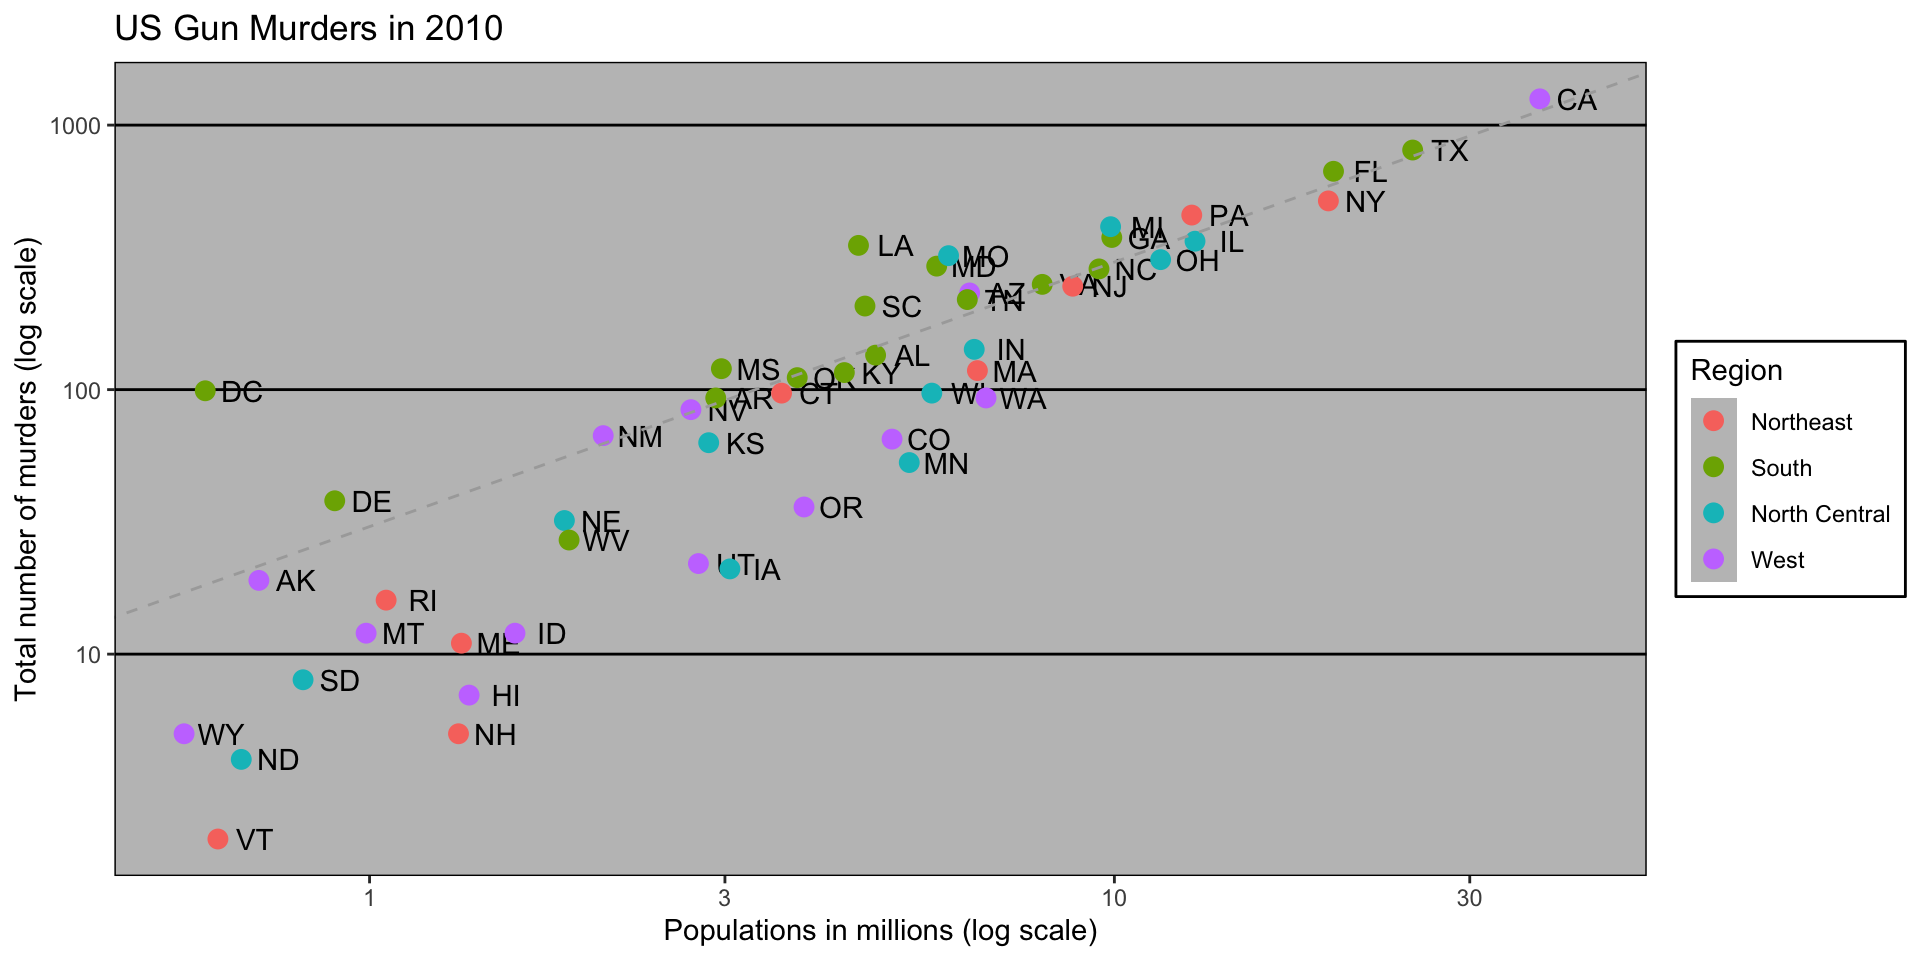 US Gun Murders in 2010
Total number of murders (log scale)
1000
100
10
CA
TX
FL
NY
PA
MI
GA
IL
OH
LA
MO
MD
NC
VA
NJ
AZ
TN
SC
IN
AL
MA
MS
KY
OK
DC
CT
WI
WA
AR
NV
NM
KS
CO
MN
DE
OR
NE
WV
UT
IA
AK
RI
MT
ME
ID
SD
HI
WY
NH
ND
VT
1
3
10
30
Populations in millions (log scale)
Region
Northeast
South
North Central
West